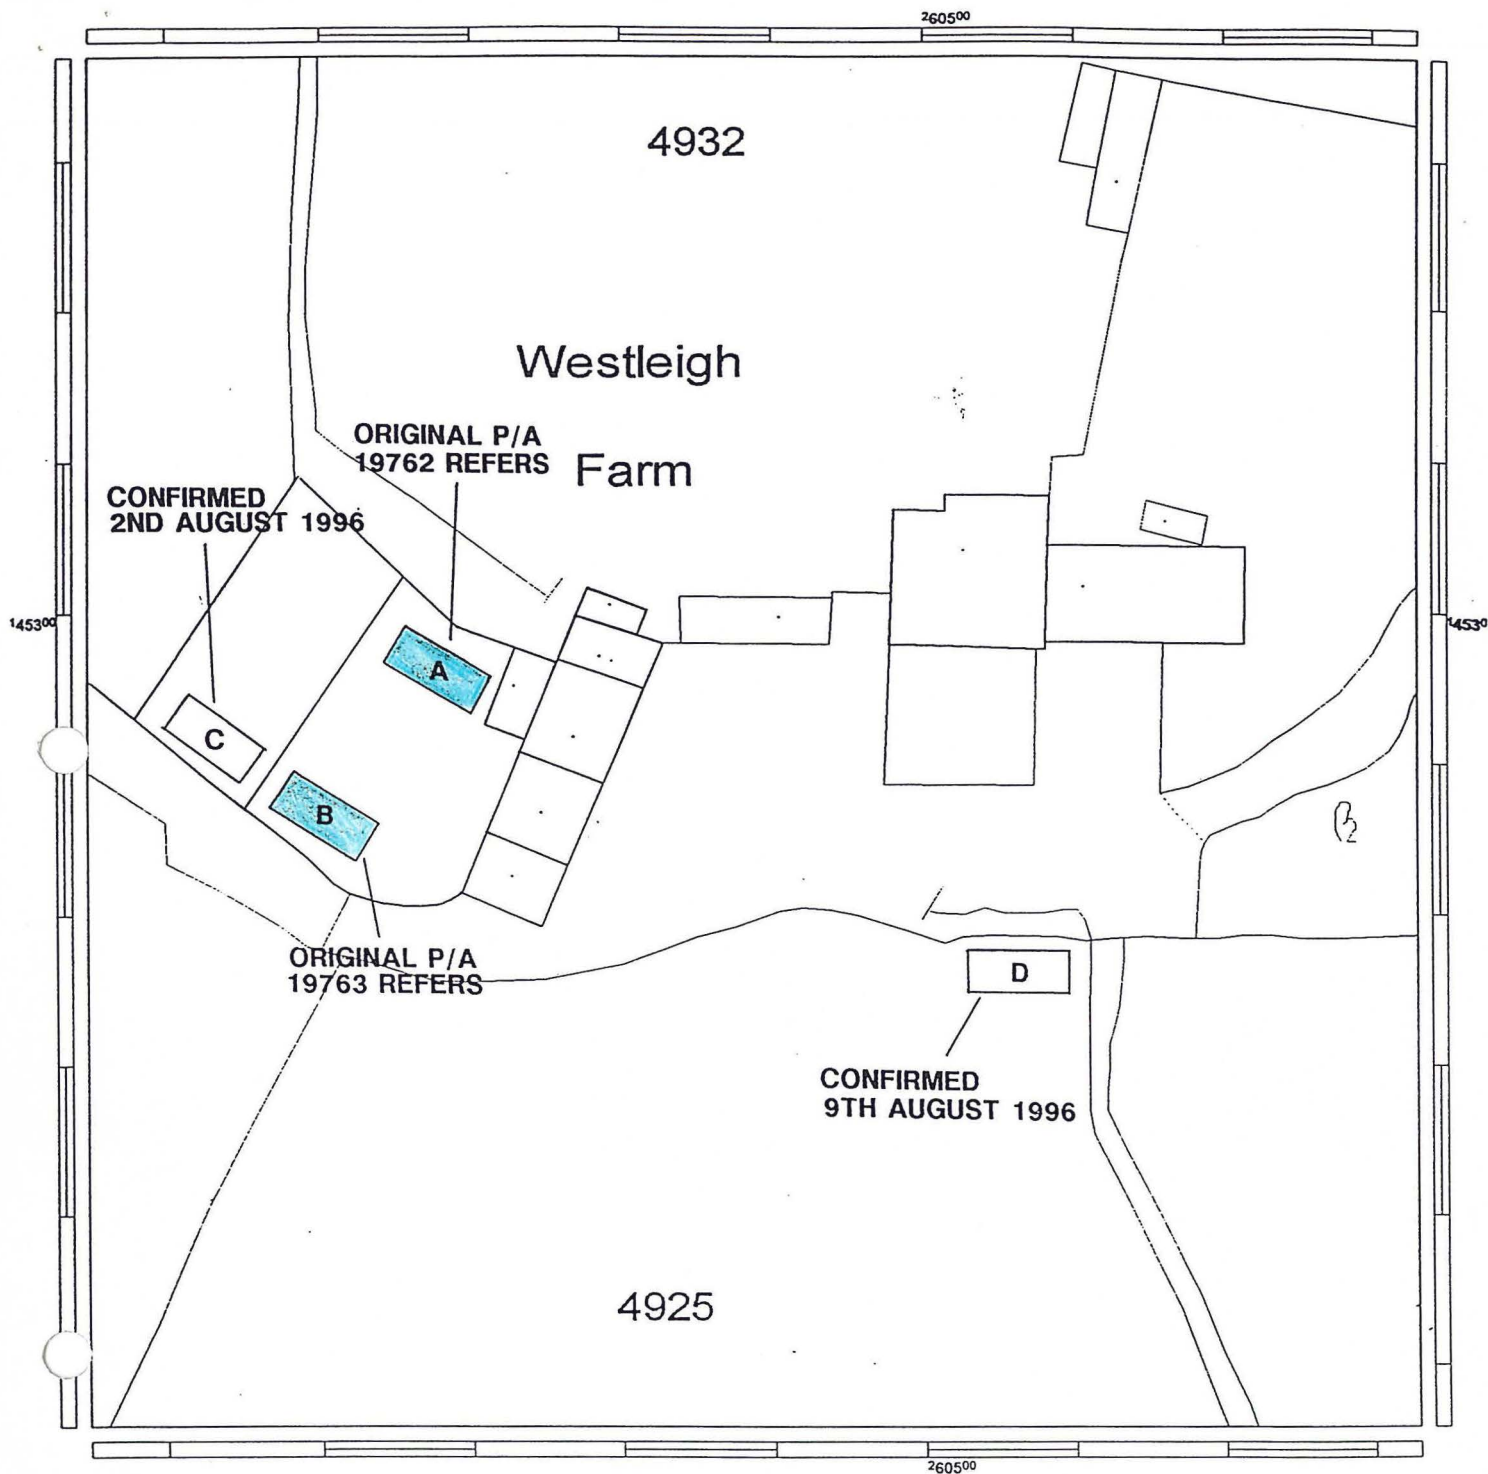 260500
4932
Westleigh
Farm
ORIGINAL P/A
19762 REFERS
CONFIRMED
2ND AUGUST 1996
145300
14530
A
C
B
ORIGINAL P/A
19763 REFERS
D
CONFIRMED
9TH AUGUST 1996
4925
260500